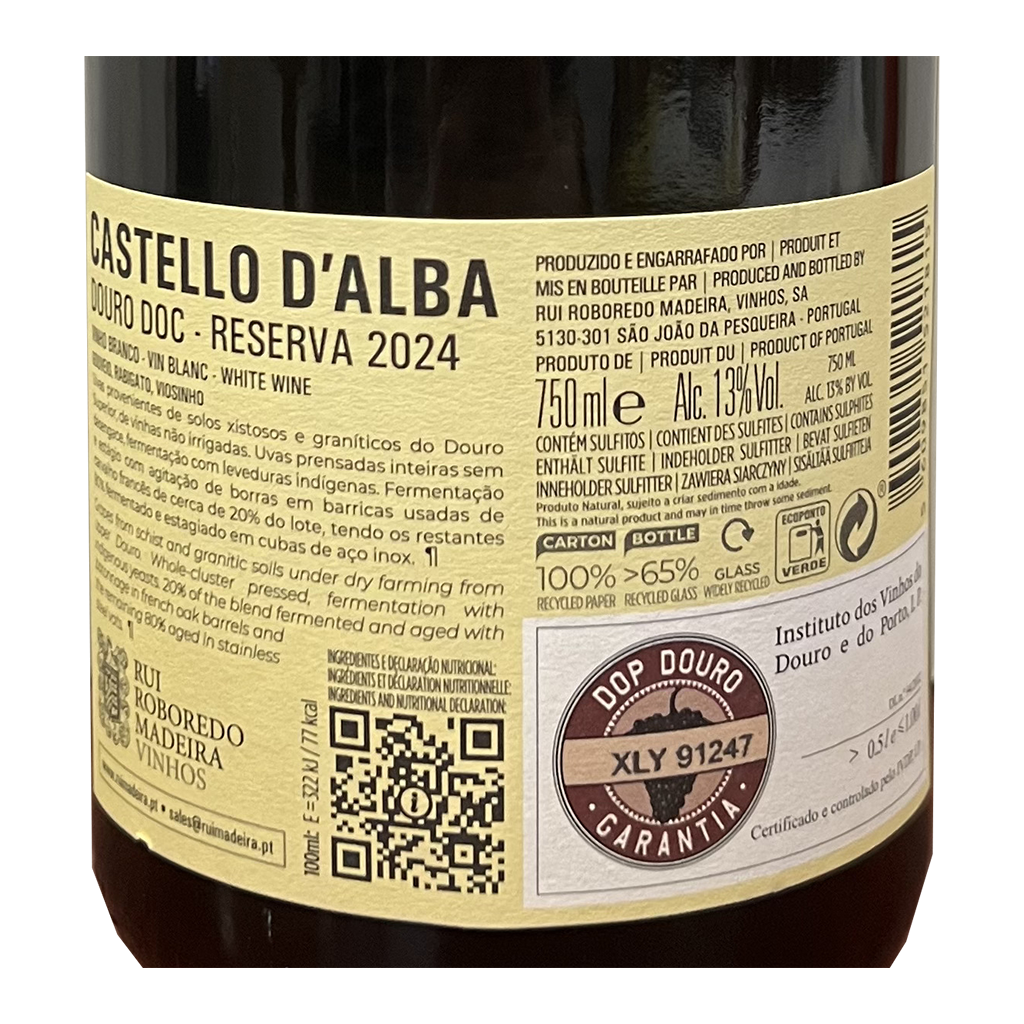 CASTELLO D'ALBA
DOURO DOC - RESERVA 2024
VINHO BRANCO - VIN BLANC - WHITE WINE
RABIGATO, VIOSINHO
Uvas provenientes de solos xistosos e graníticos do Douro
Superior, de vinhas não irrigadas. Uvas prensadas inteiras sem
desengace, fermentação com leveduras indígenas. Fermentação
e estágio com agitação de borras em barricas usadas de
carvalho francês de cerca de 20% do lote, tendo os restantes
80% fermentado e estagiado em cubas de aço inox. ¶
from schist and granitic soils under dry farming from
Douro. Whole-cluster pressed, fermentation with
indigenous yeasts. 20% of the blend fermented and aged with
batonnage in french oak barrels and
the remaining 80% aged in stainless
steel vats. ¶
RUI
ROBOREDO
MADEIRA
VINHOS
www.ruimadeira.pt • sales@ruimadeira.pt
INGREDIENTES E DECLARAÇÃO NUTRICIONAL:
INGRÉDIENTS ET DÉCLARATION NUTRITIONNELLE:
INGREDIENTS AND NUTRITIONAL DECLARATION:
100ml: E = 322 kJ / 77 kcal
PRODUZIDO E ENGARRAFADO POR | PRODUIT ET
MIS EN BOUTEILLE PAR | PRODUCED AND BOTTLED BY
RUI ROBOREDO MADEIRA, VINHOS, SA
5130-301 SÃO JOÃO DA PESQUEIRA - PORTUGAL
PRODUTO DE | PRODUIT DU | PRODUCT OF PORTUGAL
750 ml e Alc. 13% Vol.
750 ML
ALC. 13% BY VOL
CONTÉM SULFITOS | CONTIENT DES SULFITES | CONTAINS SULPHITES
ENTHÄLT SULFITE | INDEHOLDER SULFITTER | BEVAT SULFIETEN
INNEHOLDER SULFITTER | ZAWIERA SIARCZYNY | SISÄLTÄÄ SULFIITTEJA
Produto Natural, sujeito a criar sedimento com a idade.
This is a natural product and may in time throw some sediment.
CARTON
100%
RECYCLED PAPER
BOTTLE
>65%
RECYCLED GLASS
GLASS
WIDELY RECYCLED
ECOPONTO
VERDE
®
DOP DOURO
XLY 91247
· GARANTIA ·
Instituto dos Vinhos do
Douro e do Porto, I. P.
> 0.5 l e ≤ 1.00 l
Certificado e controlado pelo IVDP, I.P.